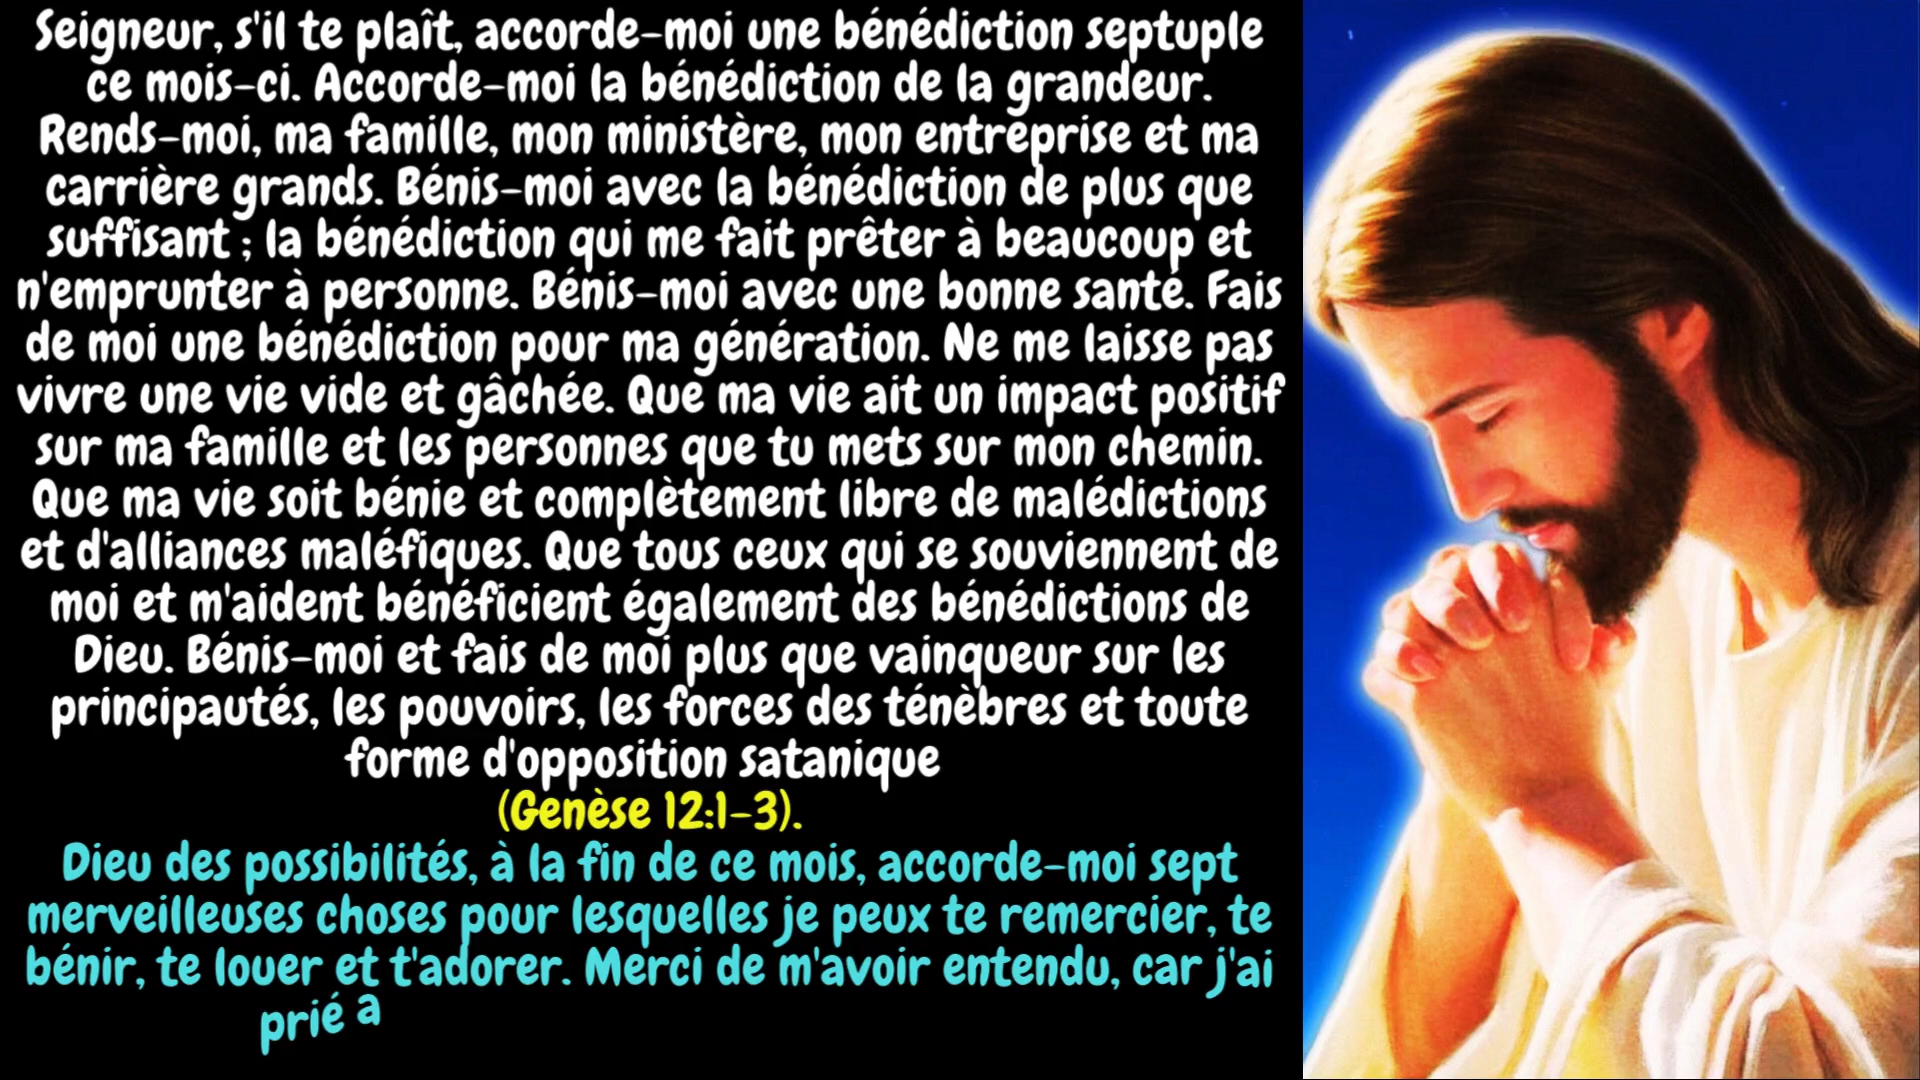 Seigneur, s'il te plaît, accorde-moi une bénédiction septuple
ce mois-ci. Accorde-moi la bénédiction de la grandeur.
Rends-moi, ma famille, mon ministère, mon entreprise et ma
carrière grands. Bénis-moi avec la bénédiction de plus que
suffisant ; la bénédiction qui me fait prêter à beaucoup et
n'emprunter à personne. Bénis-moi avec une bonne santé. Fais
de moi une bénédiction pour ma génération. Ne me laisse pas
vivre une vie vide et gâchée. Que ma vie ait un impact positif
sur ma famille et les personnes que tu mets sur mon chemin.
Que ma vie soit bénie et complètement libre de malédictions
et d'alliances maléfiques. Que tous ceux qui se souviennent de
moi et m'aident bénéficient également des bénédictions de
Dieu. Bénis-moi et fais de moi plus que vainqueur sur les
principautés, les pouvoirs, les forces des ténèbres et toute
forme d'opposition satanique
(Genèse 12:1-3).
Dieu des possibilités, à la fin de ce mois, accorde-moi sept
merveilleuses choses pour lesquelles je peux te remercier, te
bénir, te louer et t'adorer. Merci de m'avoir entendu, car j'ai
prié a